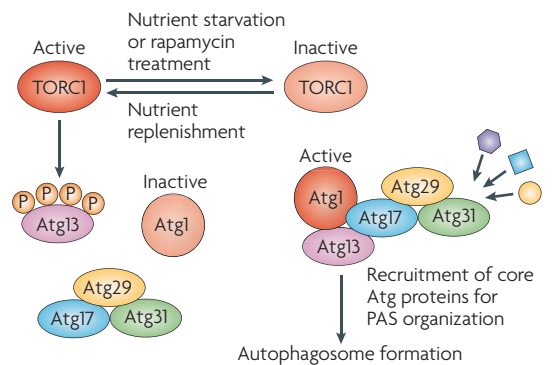 Nutrient starvation
or rapamycin
treatment
Active
Inactive
TORC1
TORC1
Nutrient
replenishment
P P P P
Atg13
Inactive
Atg1
Active
Atg1
Atg29
Atg17
Atg31
Atg13
Atg29
Atg17
Atg31
Recruitment of core
Atg proteins for
PAS organization
Autophagosome formation